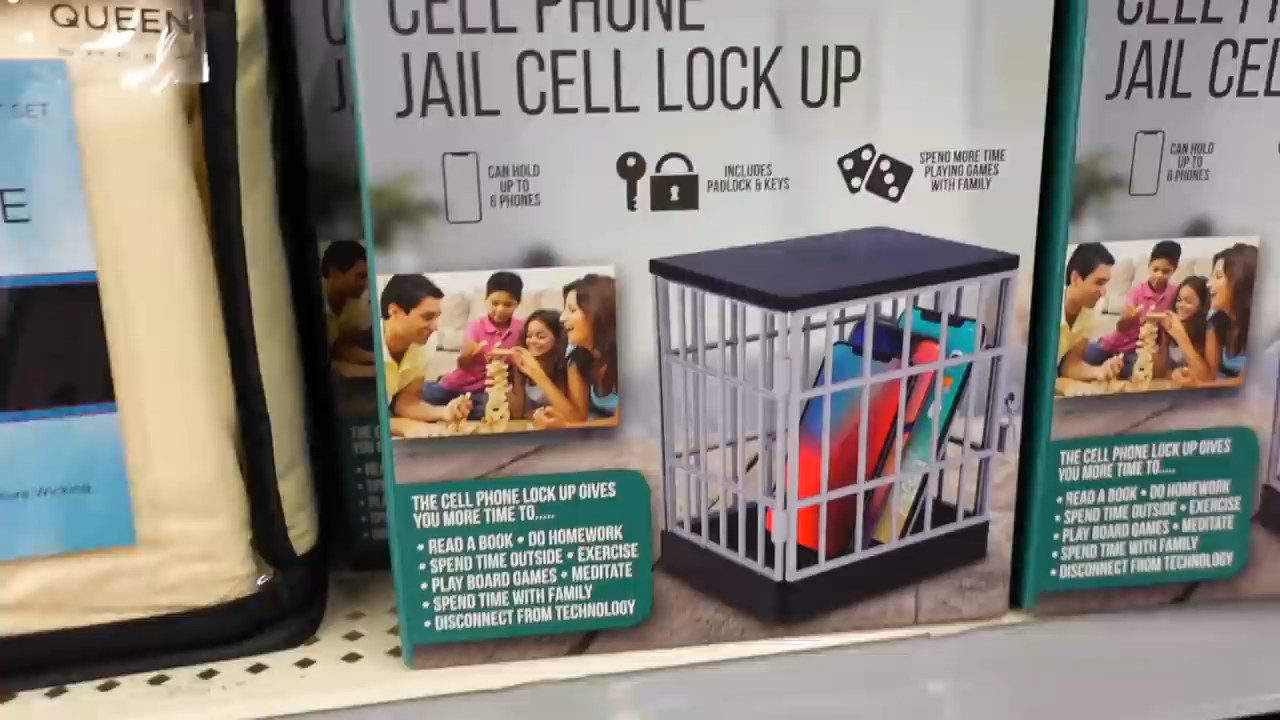 QUEEN
SHEET
SET
E
Wicking
CELL PHONE
JAIL CELL LOCK UP
CAN HOLD
UP TO
6 PHONES
INCLUDES
PADLOCK & KEYS
SPEND MORE TIME
PLAYING GAMES
WITH FAMILY
THE CELL PHONE LOCK UP GIVES
YOU MORE TIME TO.....
• READ A BOOK • DO HOMEWORK
• SPEND TIME OUTSIDE • EXERCISE
• PLAY BOARD GAMES • MEDITATE
• SPEND TIME WITH FAMILY
• DISCONNECT FROM TECHNOLOGY
JAIL CEL
CAN HOLD
UP TO
6 PHONES
THE CELL PHONE LOCK UP GIVES
YOU MORE TIME TO.....
• READ A BOOK • DO HOMEWORK
• SPEND TIME OUTSIDE • EXERCISE
• PLAY BOARD GAMES • MEDITATE
• SPEND TIME WITH FAMILY
• DISCONNECT FROM TECHNOLOGY